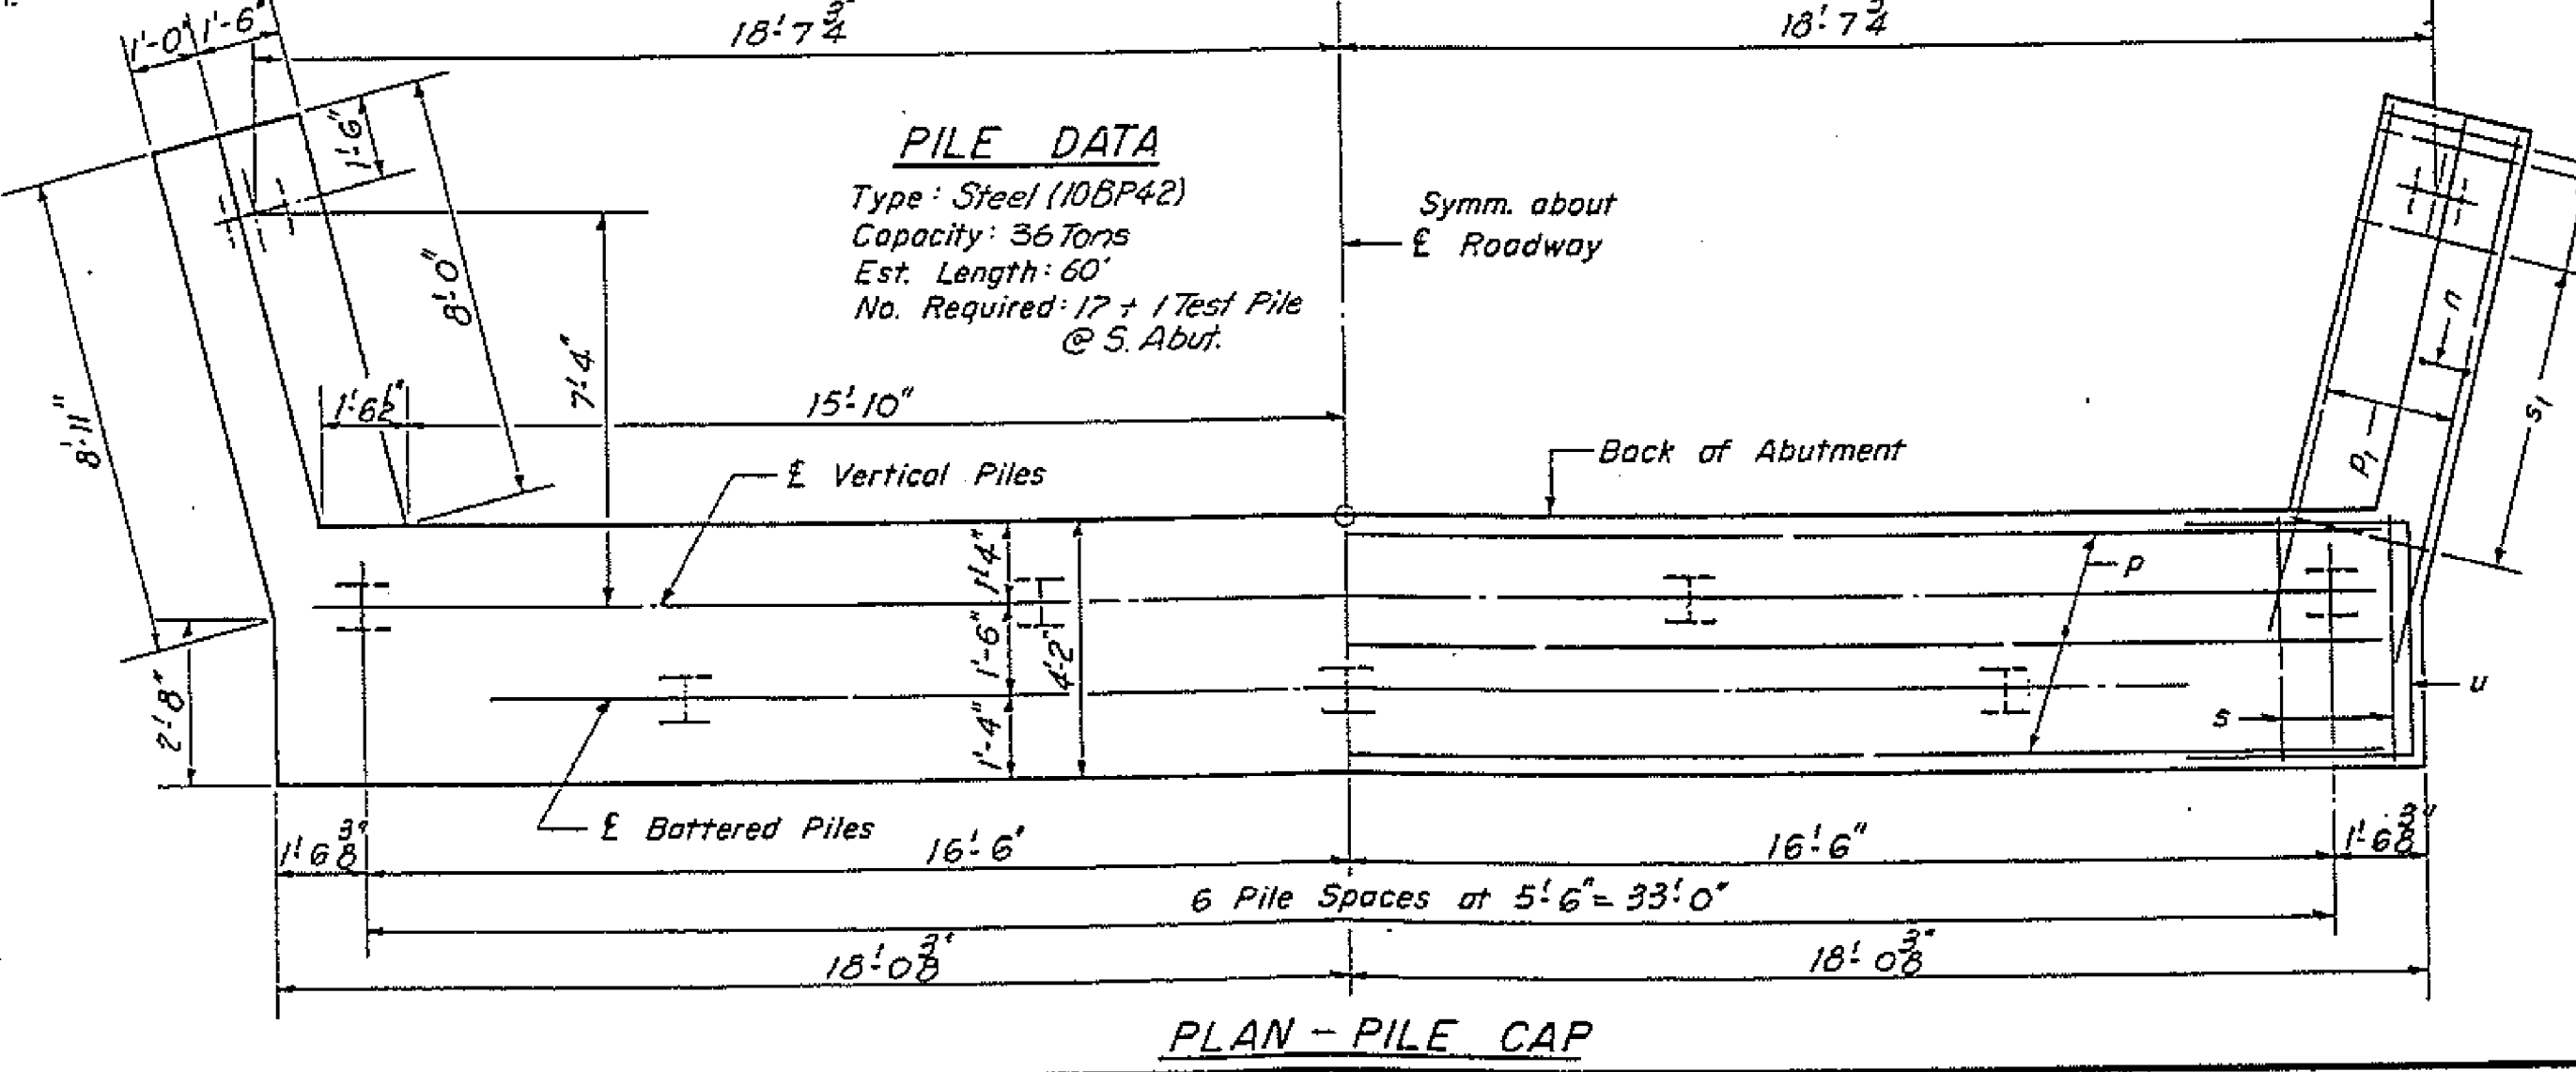 1'-0" 1'-6"
18'-7 3/4"
18'-7 3/4
PILE DATA
Type: Steel (10BP42)
Capacity: 36 Tons
Est. Length: 60'
No. Required: 17 + 1 Test Pile
@ S. Abut.
Symm. about
℄ Roadway
1'-6"
8'-0"
7'-4"
8'-11"
1'-6 1/2"
15'-10"
℄ Vertical Piles
Back of Abutment
n
s1
p1
p
1'-4"
1'-6"
4'-2"
1'-4"
2'-8"
s
u
℄ Battered Piles
1'-6 3/8"
16'-6"
16'-6"
1'-6 3/8"
6 Pile Spaces at 5'-6" = 33'-0"
18'-0 3/8"
18'-0 3/8"
PLAN - PILE CAP